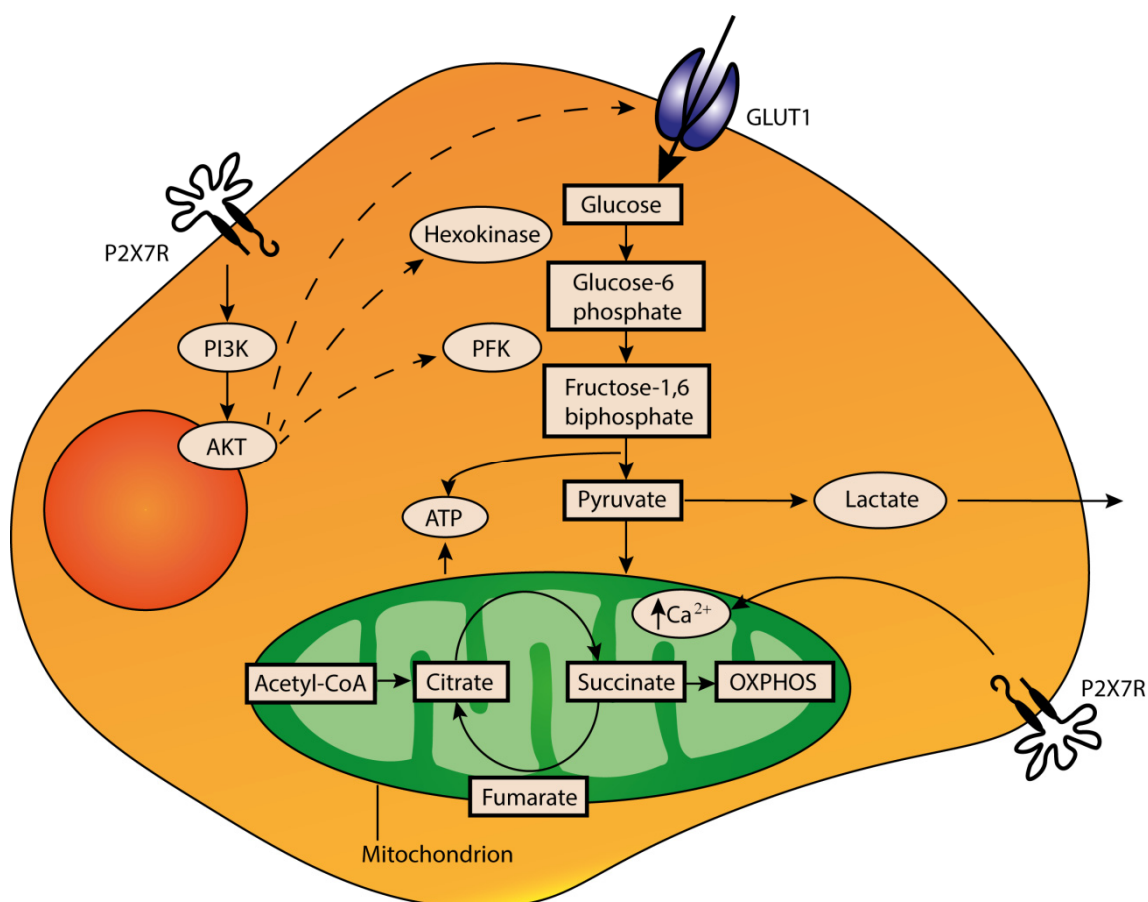 GLUT1
P2X7R
Glucose
Hexokinase
Glucose-6
phosphate
PI3K
PFK
Fructose-1,6
biphosphate
AKT
ATP
Pyruvate
Lactate
Ca²⁺
Acetyl-CoA
Citrate
Succinate
OXPHOS
P2X7R
Fumarate
Mitochondrion